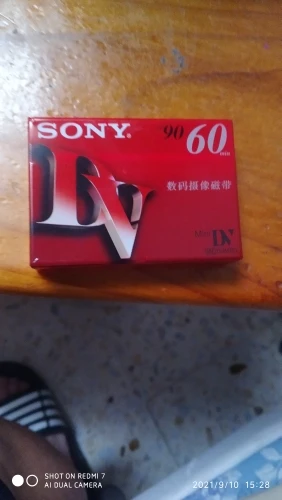 SONY®
90 60 min
数码摄像磁带
Mini DV
SHOT ON REDMI 7
AI DUAL CAMERA
2021/9/10 15:28